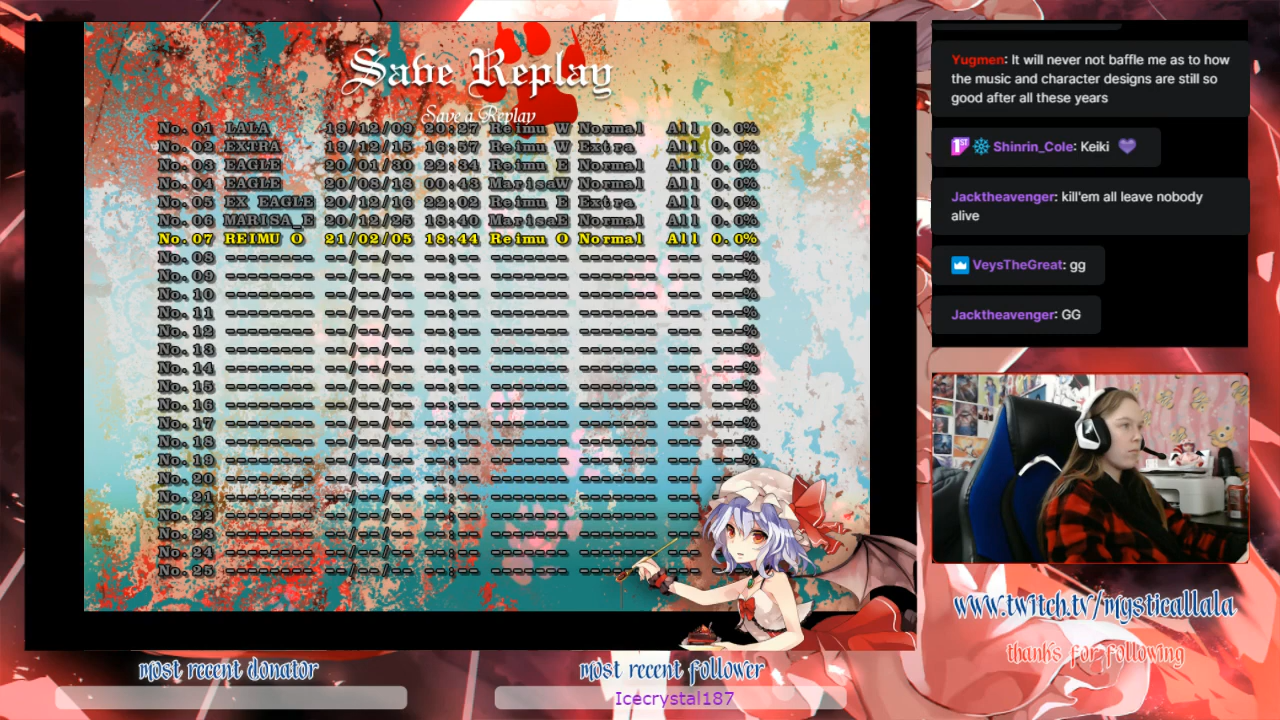 Save Replay
Save a Replay
No. 01 LALA 19/12/09 20:27 Reimu W Normal All 0.0%
No. 02 EXTRA 19/12/15 16:57 Reimu W Extra All 0.0%
No. 03 EAGLE 20/01/30 22:34 Reimu E Normal All 0.0%
No. 04 EAGLE 20/08/18 00:43 MarisaW Normal All 0.0%
No. 05 EX EAGLE 20/12/16 22:02 Reimu E Extra All 0.0%
No. 06 MARISA_E 20/12/25 18:40 MarisaE Normal All 0.0%
No. 07 REIMU O 21/02/05 18:44 Reimu O Normal All 0.0%
No. 08 -------- --/--/-- --:-- ------- ------- --- ---%
No. 09 -------- --/--/-- --:-- ------- ------- --- ---%
No. 10 -------- --/--/-- --:-- ------- ------- --- ---%
No. 11 -------- --/--/-- --:-- ------- ------- --- ---%
No. 12 -------- --/--/-- --:-- ------- ------- --- ---%
No. 13 -------- --/--/-- --:-- ------- ------- --- ---%
No. 14 -------- --/--/-- --:-- ------- ------- --- ---%
No. 15 -------- --/--/-- --:-- ------- ------- --- ---%
No. 16 -------- --/--/-- --:-- ------- ------- --- ---%
No. 17 -------- --/--/-- --:-- ------- ------- --- ---%
No. 18 -------- --/--/-- --:-- ------- ------- --- ---%
No. 19 -------- --/--/-- --:-- ------- ------- --- ---%
No. 20 -------- --/--/-- --:-- ------- ------- ---
No. 21 -------- --/--/-- --:-- ------- ------- ---
No. 22 -------- --/--/-- --:-- ------- ------- ---
No. 23 -------- --/--/-- --:-- ------- ------- ---
No. 24 -------- --/--/-- --:-- ------- ------- ---
No. 25 -------- --/--/-- --:-- ------- ------- ---
Yugmen: It will never not baffle me as to how
the music and character designs are still so
good after all these years
1ST Shinrin_Cole: Keiki
Jacktheavenger: kill'em all leave nobody
alive
VeysTheGreat: gg
Jacktheavenger: GG
www.twitch.tv/mysticallala
thanks for following
most recent donator
most recent follower
Icecrystal187